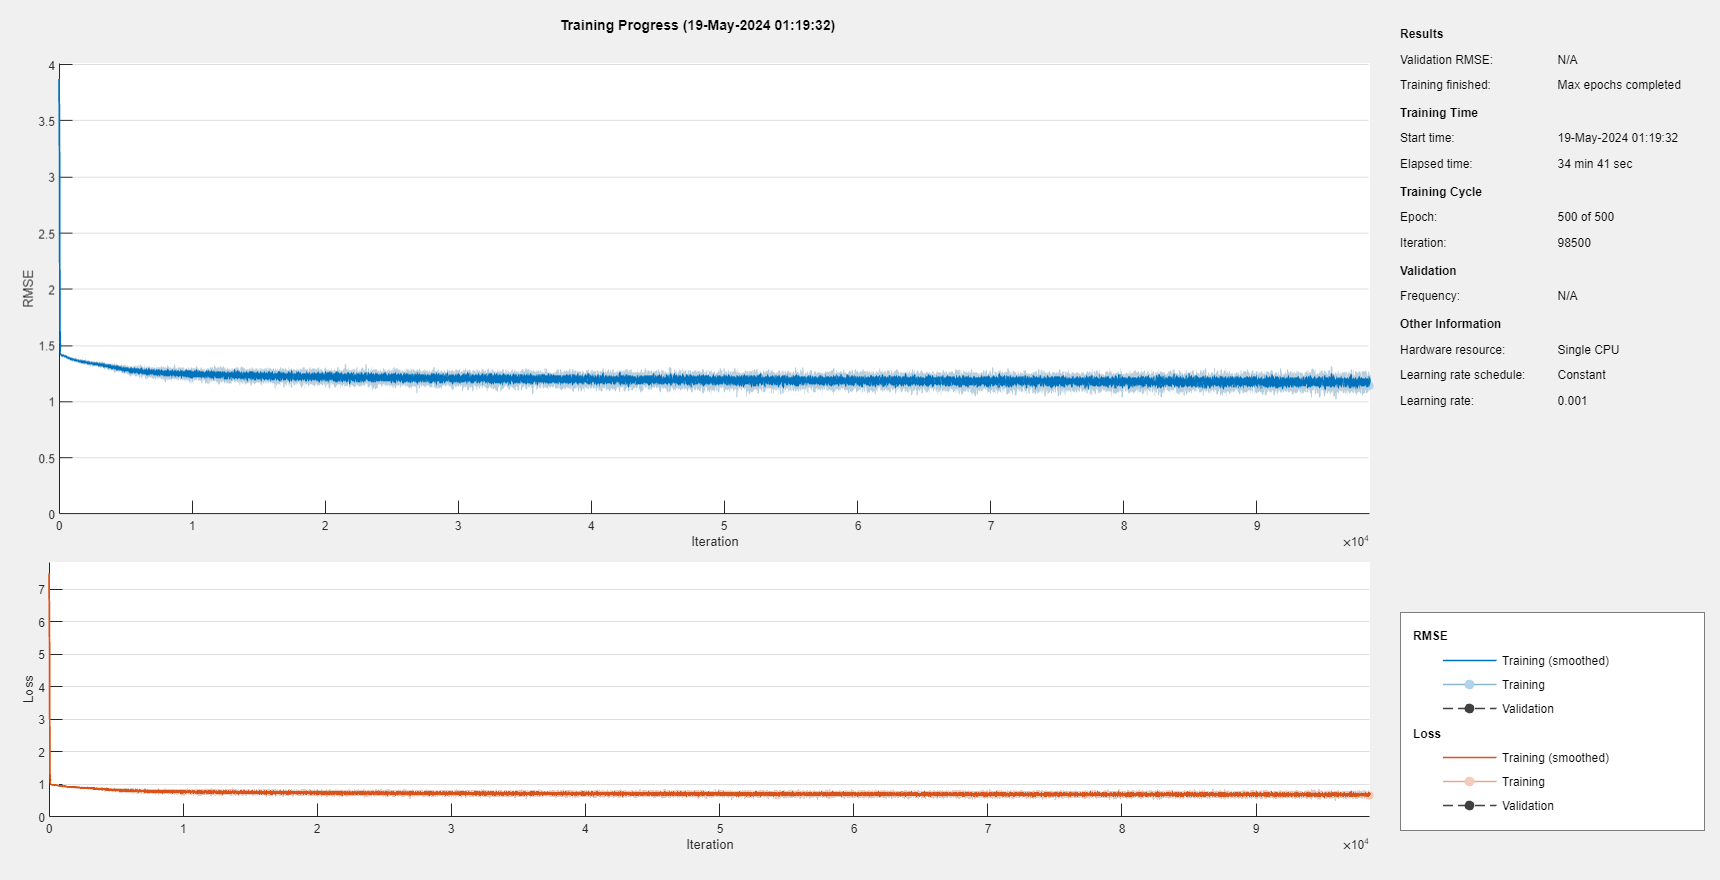 Training Progress (19-May-2024 01:19:32)
4
3.5
3
2.5
2
1.5
1
0.5
0
RMSE
0 1 2 3 4 5 6 7 8 9
Iteration
×10⁴
7
6
5
4
3
2
1
0
Loss
0 1 2 3 4 5 6 7 8 9
Iteration
×10⁴
Results
Validation RMSE: N/A
Training finished: Max epochs completed
Training Time
Start time: 19-May-2024 01:19:32
Elapsed time: 34 min 41 sec
Training Cycle
Epoch: 500 of 500
Iteration: 98500
Validation
Frequency: N/A
Other Information
Hardware resource: Single CPU
Learning rate schedule: Constant
Learning rate: 0.001
RMSE
Training (smoothed)
Training
Validation
Loss
Training (smoothed)
Training
Validation